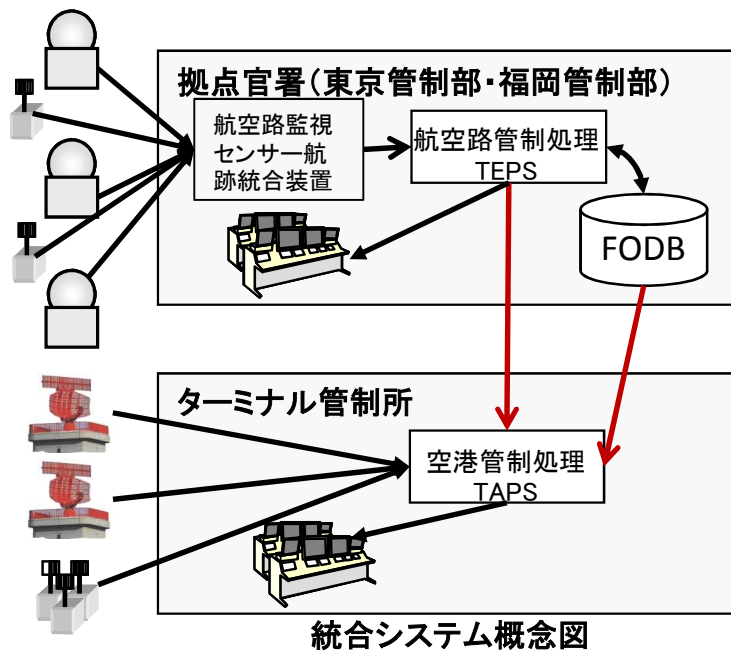 拠点官署(東京管制部・福岡管制部)
航空路監視
センサー航
跡統合装置
航空路管制処理
TEPS
FODB
ターミナル管制所
空港管制処理
TAPS
統合システム概念図